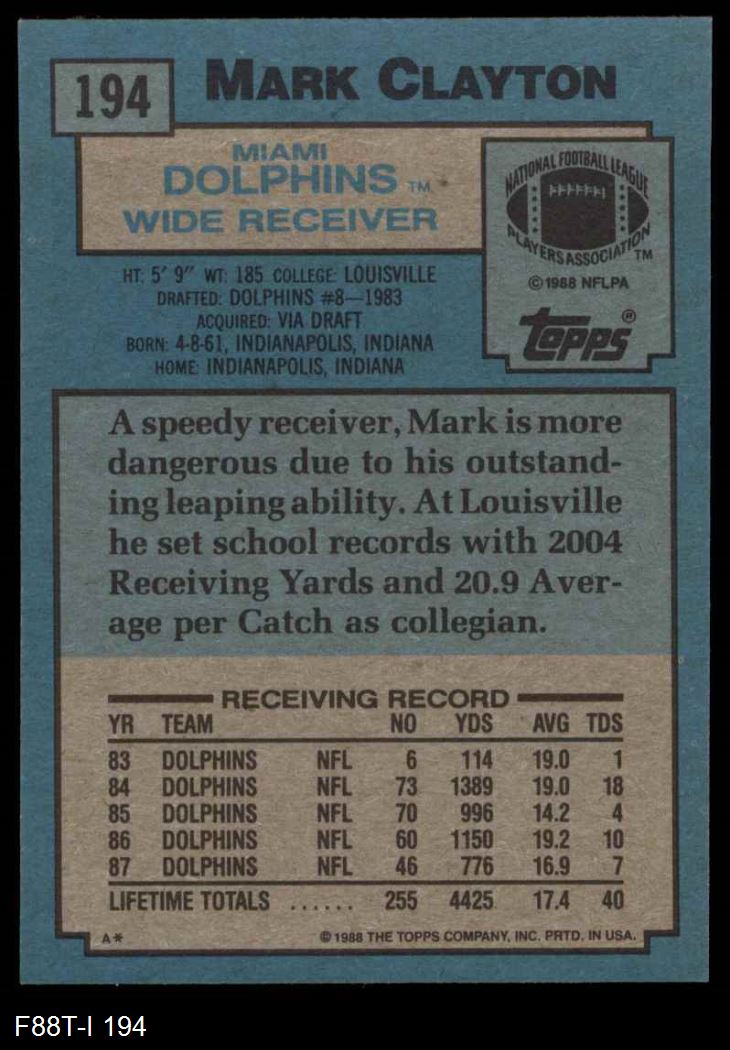 194
MARK CLAYTON
MIAMI
DOLPHINS TM
WIDE RECEIVER
NATIONAL FOOTBALL LEAGUE
PLAYERS ASSOCIATION TM
© 1988 NFLPA
topps®
HT: 5' 9" WT: 185 COLLEGE: LOUISVILLE
DRAFTED: DOLPHINS #8—1983
ACQUIRED: VIA DRAFT
BORN: 4-8-61, INDIANAPOLIS, INDIANA
HOME: INDIANAPOLIS, INDIANA
A speedy receiver, Mark is more
dangerous due to his outstand-
ing leaping ability. At Louisville
he set school records with 2004
Receiving Yards and 20.9 Aver-
age per Catch as collegian.
RECEIVING RECORD
YR TEAM NO YDS AVG TDS
83 DOLPHINS NFL 6 114 19.0 1
84 DOLPHINS NFL 73 1389 19.0 18
85 DOLPHINS NFL 70 996 14.2 4
86 DOLPHINS NFL 60 1150 19.2 10
87 DOLPHINS NFL 46 776 16.9 7
LIFETIME TOTALS ...... 255 4425 17.4 40
A* © 1988 THE TOPPS COMPANY, INC. PRTD. IN USA.
F88T-I 194